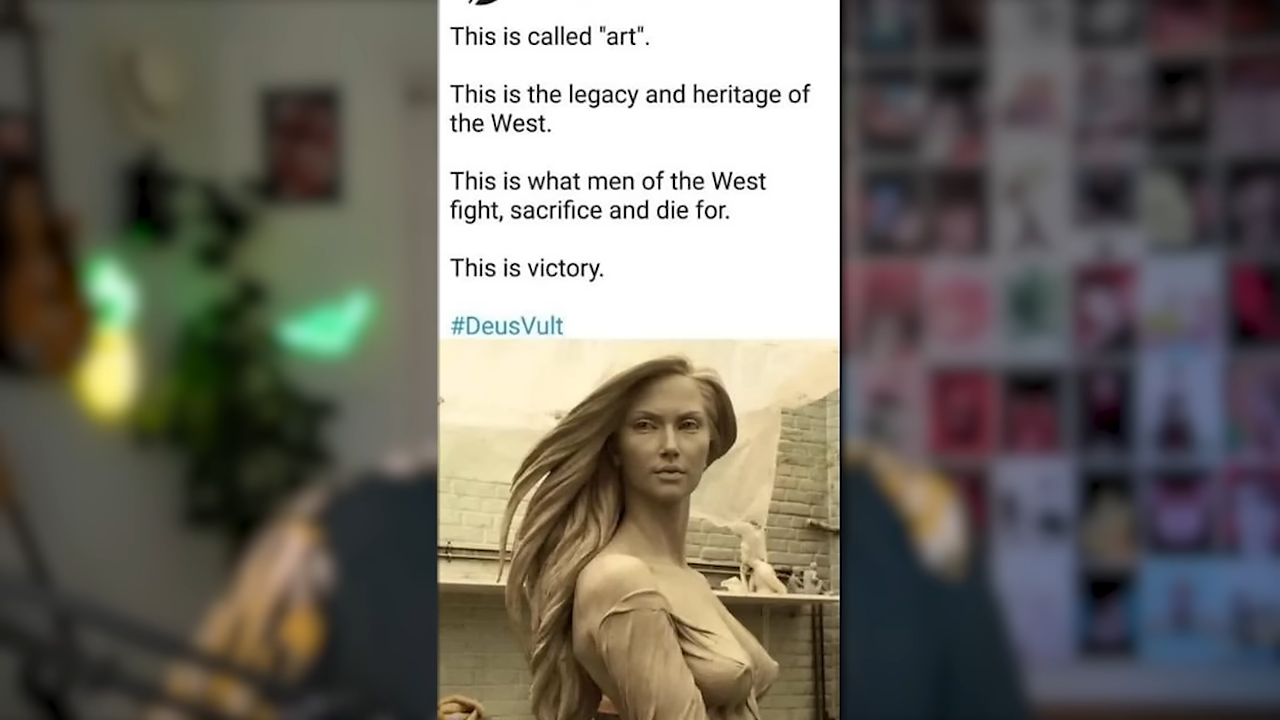 This is called "art".
This is the legacy and heritage of
the West.
This is what men of the West
fight, sacrifice and die for.
This is victory.
#DeusVult